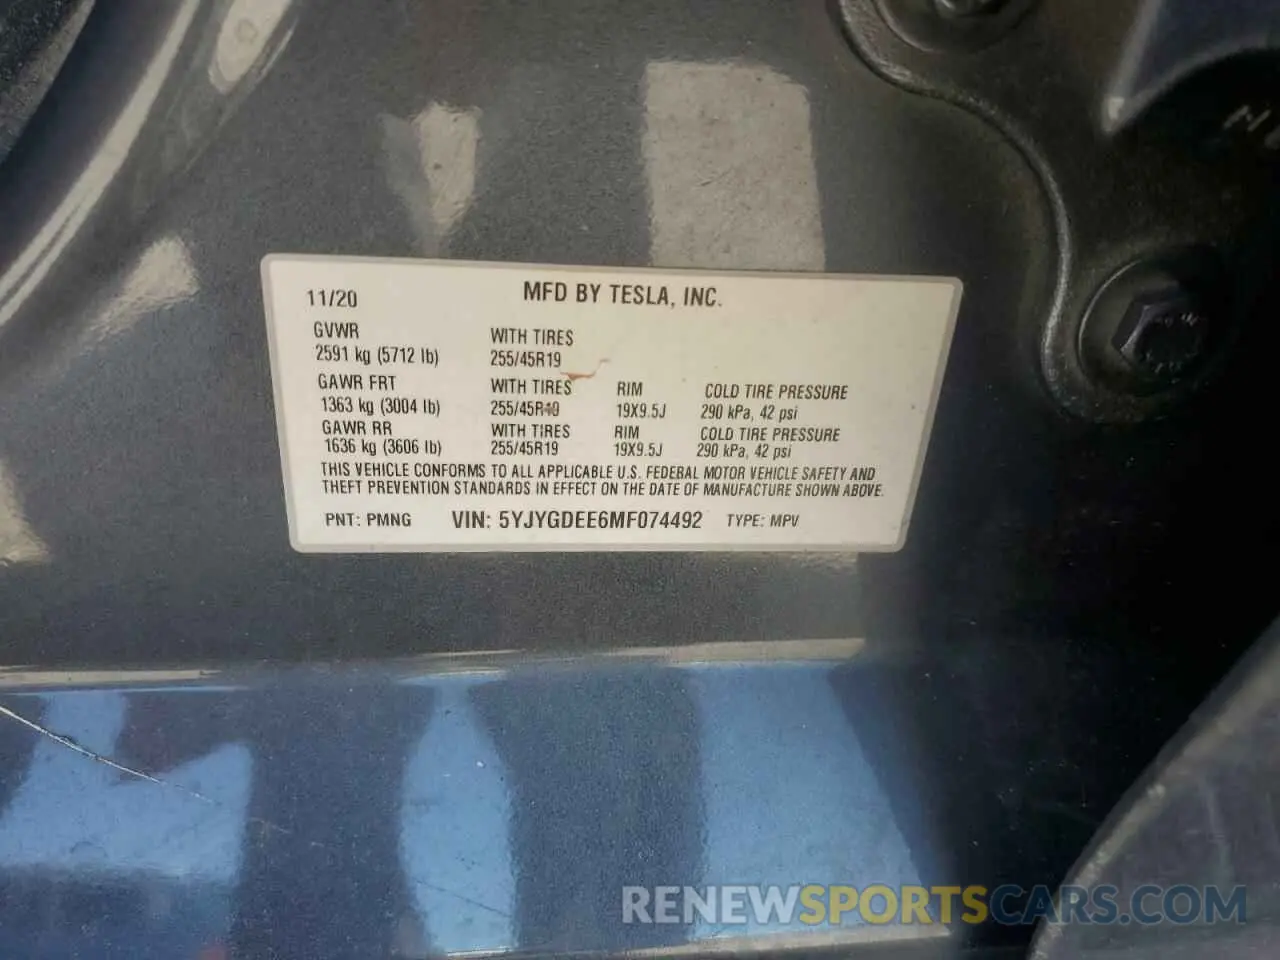 11/20 MFD BY TESLA, INC.
GVWR WITH TIRES
2591 kg (5712 lb) 255/45R19
GAWR FRT WITH TIRES RIM COLD TIRE PRESSURE
1363 kg (3004 lb) 255/45R19 19X9.5J 290 kPa, 42 psi
GAWR RR WITH TIRES RIM COLD TIRE PRESSURE
1636 kg (3606 lb) 255/45R19 19X9.5J 290 kPa, 42 psi
THIS VEHICLE CONFORMS TO ALL APPLICABLE U.S. FEDERAL MOTOR VEHICLE SAFETY AND
THEFT PREVENTION STANDARDS IN EFFECT ON THE DATE OF MANUFACTURE SHOWN ABOVE.
PNT: PMNG VIN: 5YJYGDEE6MF074492 TYPE: MPV
RENEWSPORTSCARS.COM